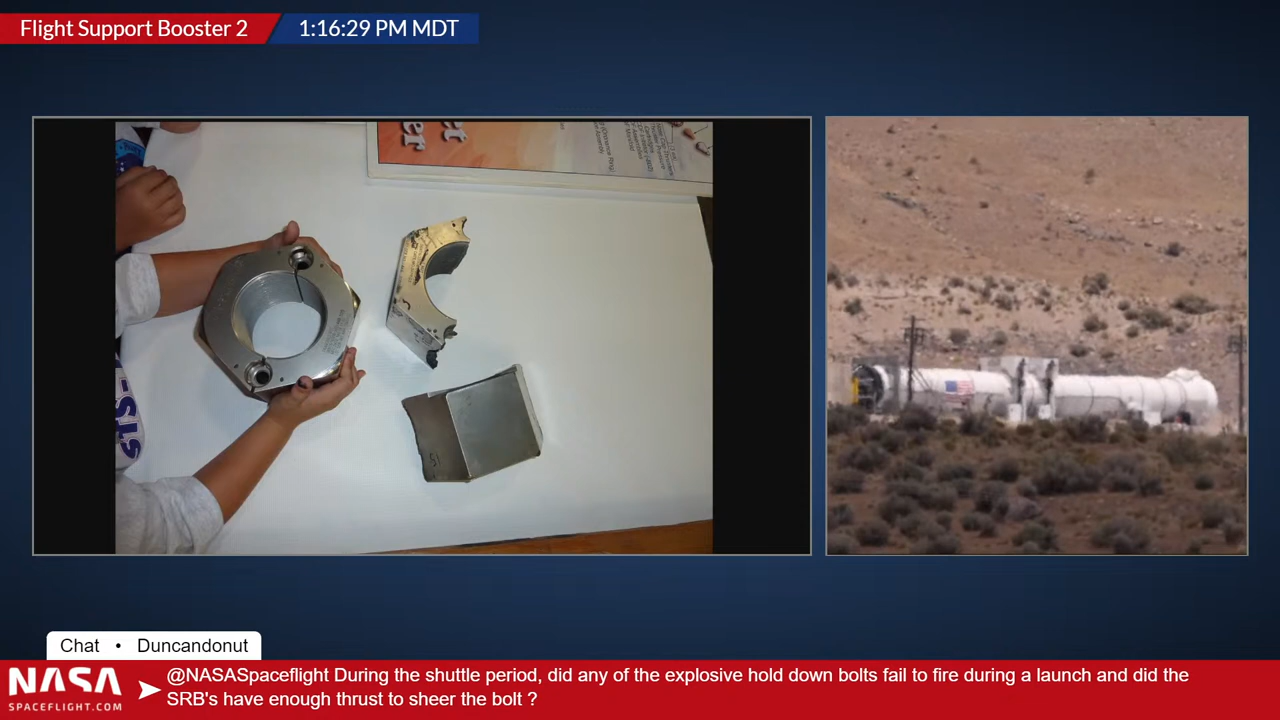 Flight Support Booster 2
1:16:29 PM MDT
STS-
Chat • Duncandonut
NASA
SPACEFLIGHT.COM
@NASASpaceflight During the shuttle period, did any of the explosive hold down bolts fail to fire during a launch and did the
SRB's have enough thrust to sheer the bolt ?